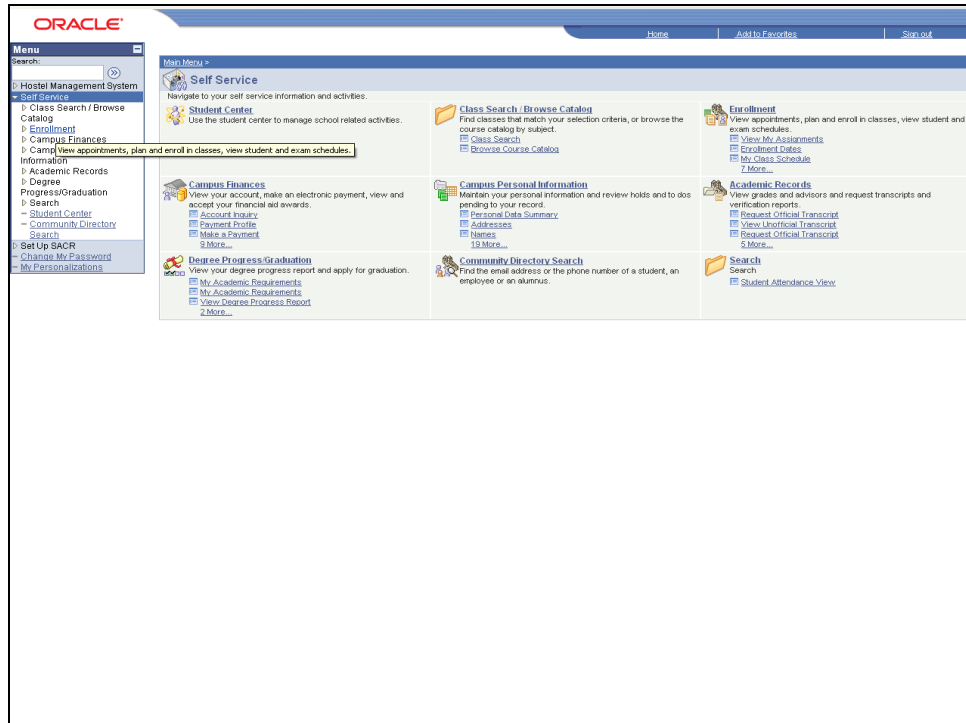 ORACLE
Home
Add to Favorites
Sign out
Menu
Search:
Hostel Management System
Self Service
Class Search / Browse
Catalog
Enrollment
Campus Finances
Camp
View appointments, plan and enroll in classes, view student and exam schedules.
Information
Academic Records
Degree
Progress/Graduation
Search
Student Center
Community Directory
Search
Set Up SACR
Change My Password
My Personalizations
Main Menu >
Self Service
Navigate to your self service information and activities.
Student Center
Use the student center to manage school related activities.
Class Search / Browse Catalog
Find classes that match your selection criteria, or browse the
course catalog by subject.
Class Search
Browse Course Catalog
Enrollment
View appointments, plan and enroll in classes, view student and
exam schedules.
View My Assignments
Enrollment Dates
My Class Schedule
7 More...
Campus Finances
View your account, make an electronic payment, view and
accept your financial aid awards.
Account Inquiry
Payment Profile
Make a Payment
9 More...
Campus Personal Information
Maintain your personal information and review holds and to dos
pending to your record.
Personal Data Summary
Addresses
Names
19 More...
Academic Records
View grades and advisors and request transcripts and
verification reports.
Request Official Transcript
View Unofficial Transcript
Request Official Transcript
5 More...
Degree Progress/Graduation
View your degree progress report and apply for graduation.
My Academic Requirements
My Academic Requirements
View Degree Progress Report
2 More...
Community Directory Search
Find the email address or the phone number of a student, an
employee or an alumnus.
Search
Search
Student Attendance View